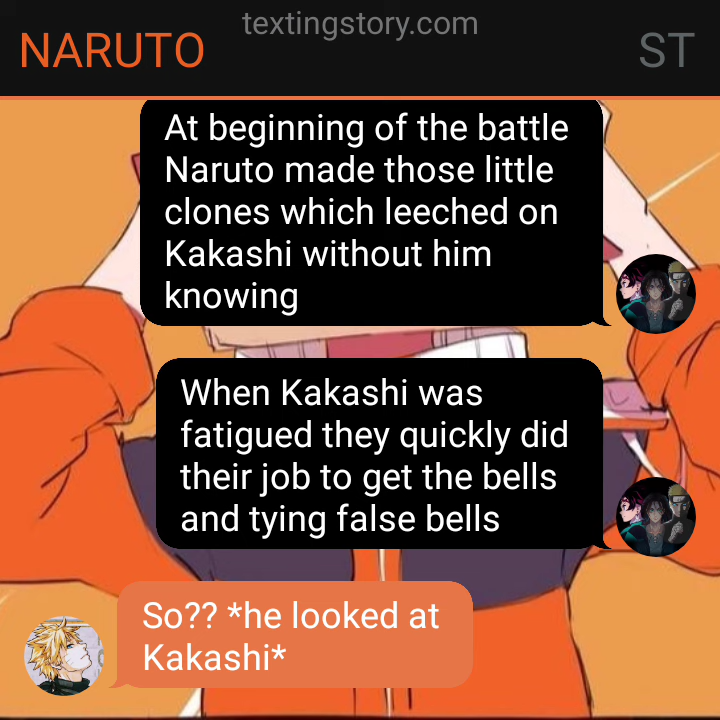 textingstory.com
NARUTO
ST
At beginning of the battle
Naruto made those little
clones which leeched on
Kakashi without him
knowing
When Kakashi was
fatigued they quickly did
their job to get the bells
and tying false bells
So?? *he looked at
Kakashi*